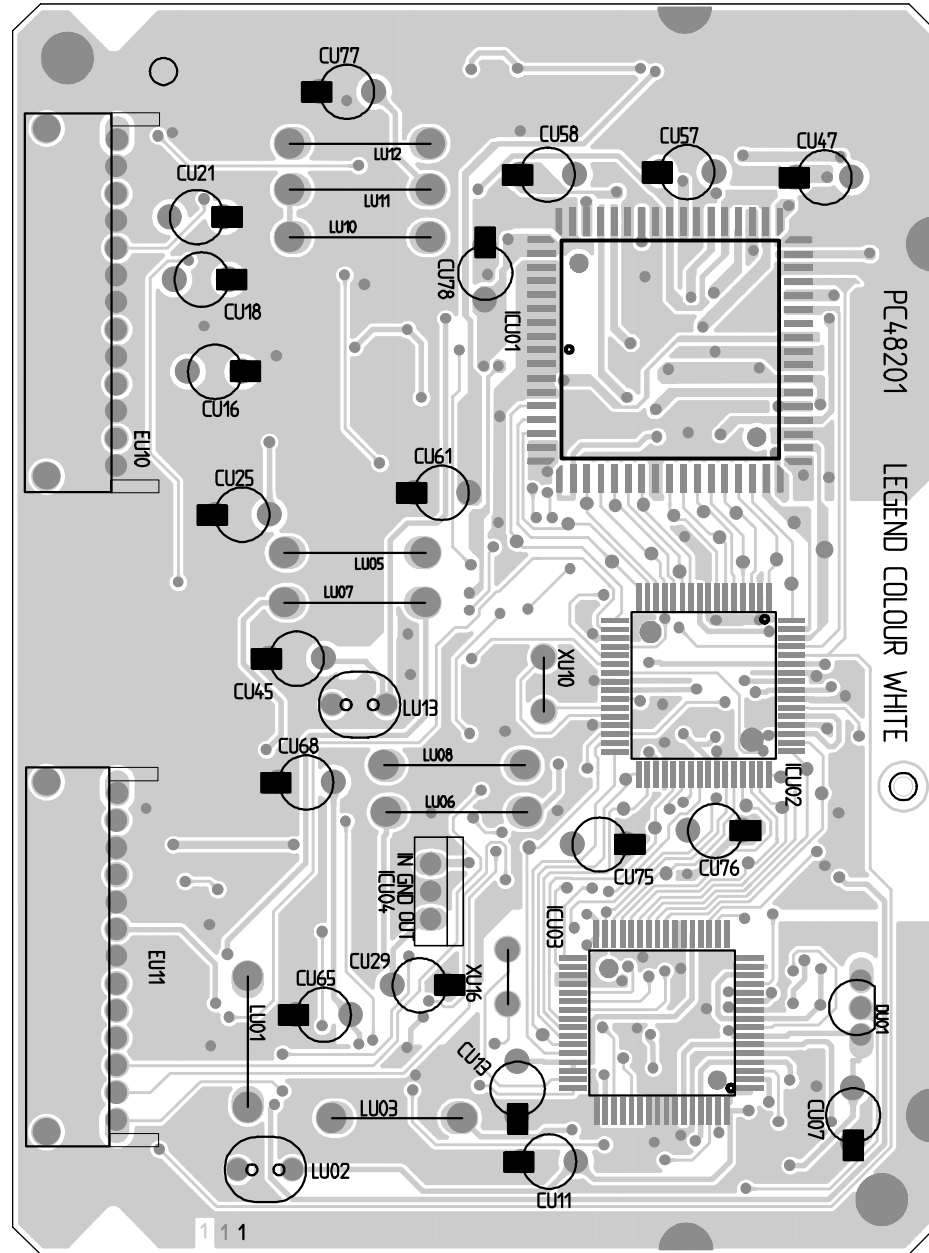 CU77
CU58
CU57
CU47
LU12
CU21
LU11
LU10
CU78
CU18
ICU01
PC48201
CU16
EU10
CU61
CU25
LEGEND COLOUR WHITE
LU05
LU07
XU10
CU45
LU13
CU68
LU08
ICU02
LU06
CU75
CU76
IN GND OUT
ICU04
ICU03
EU11
CU29
XU16
CU65
LU01
DU01
CU13
LU03
CU07
LU02
CU11
1 1 1